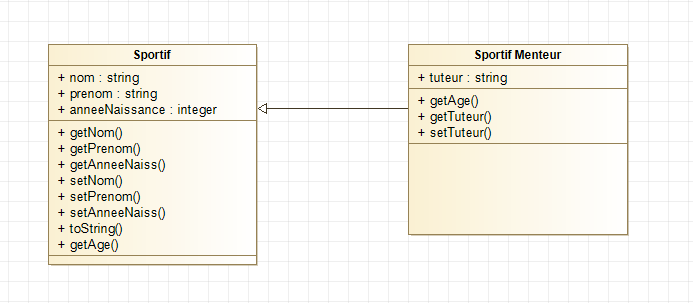 Sportif
+ nom : string
+ prenom : string
+ anneeNaissance : integer
+ getNom()
+ getPrenom()
+ getAnneeNaiss()
+ setNom()
+ setPrenom()
+ setAnneeNaiss()
+ toString()
+ getAge()
Sportif Menteur
+ tuteur : string
+ getAge()
+ getTuteur()
+ setTuteur()